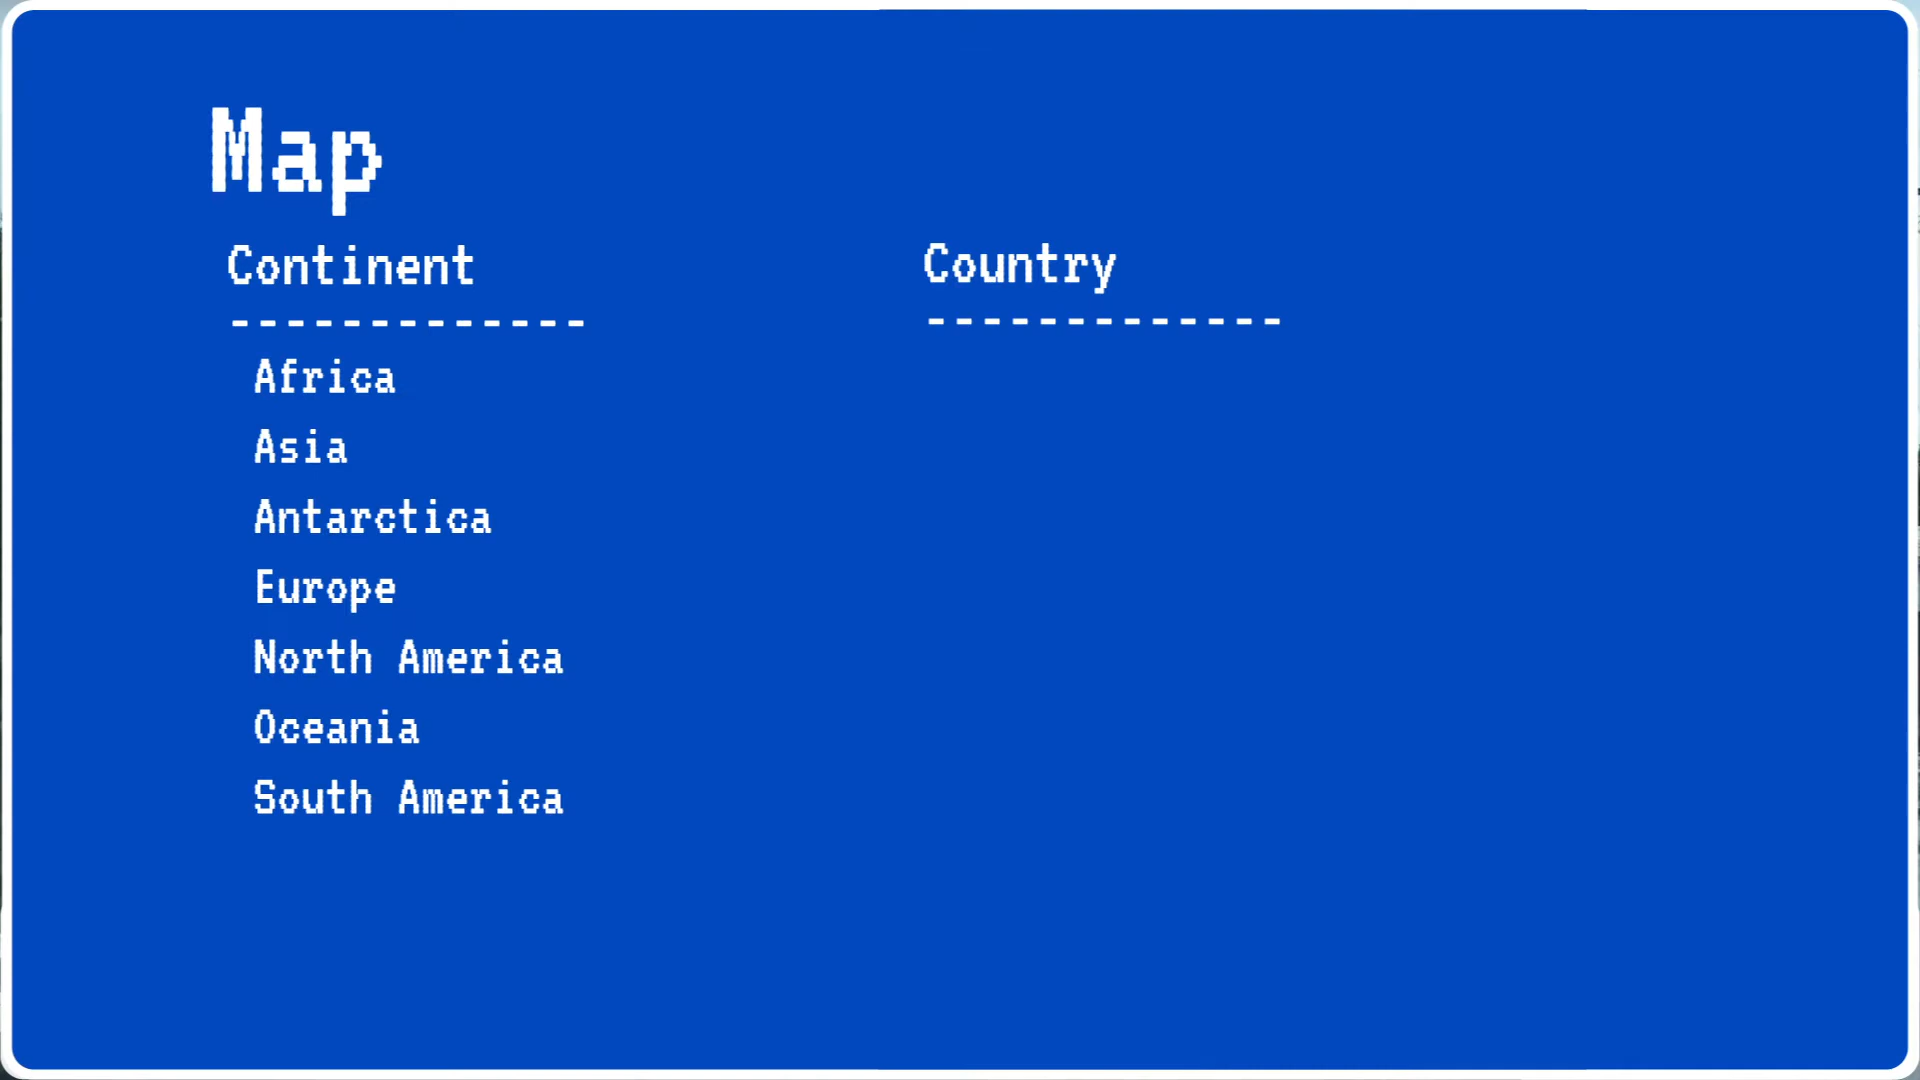 Map
Continent
-------------
Africa
Asia
Antarctica
Europe
North America
Oceania
South America
Country
-------------